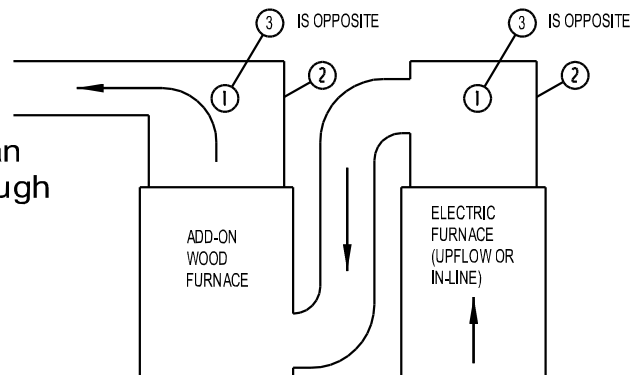 3 IS OPPOSITE
3 IS OPPOSITE
2
2
1
1
ugh
ELECTRIC
FURNACE
(UPFLOW OR
IN-LINE)
ADD-ON
WOOD
FURNACE